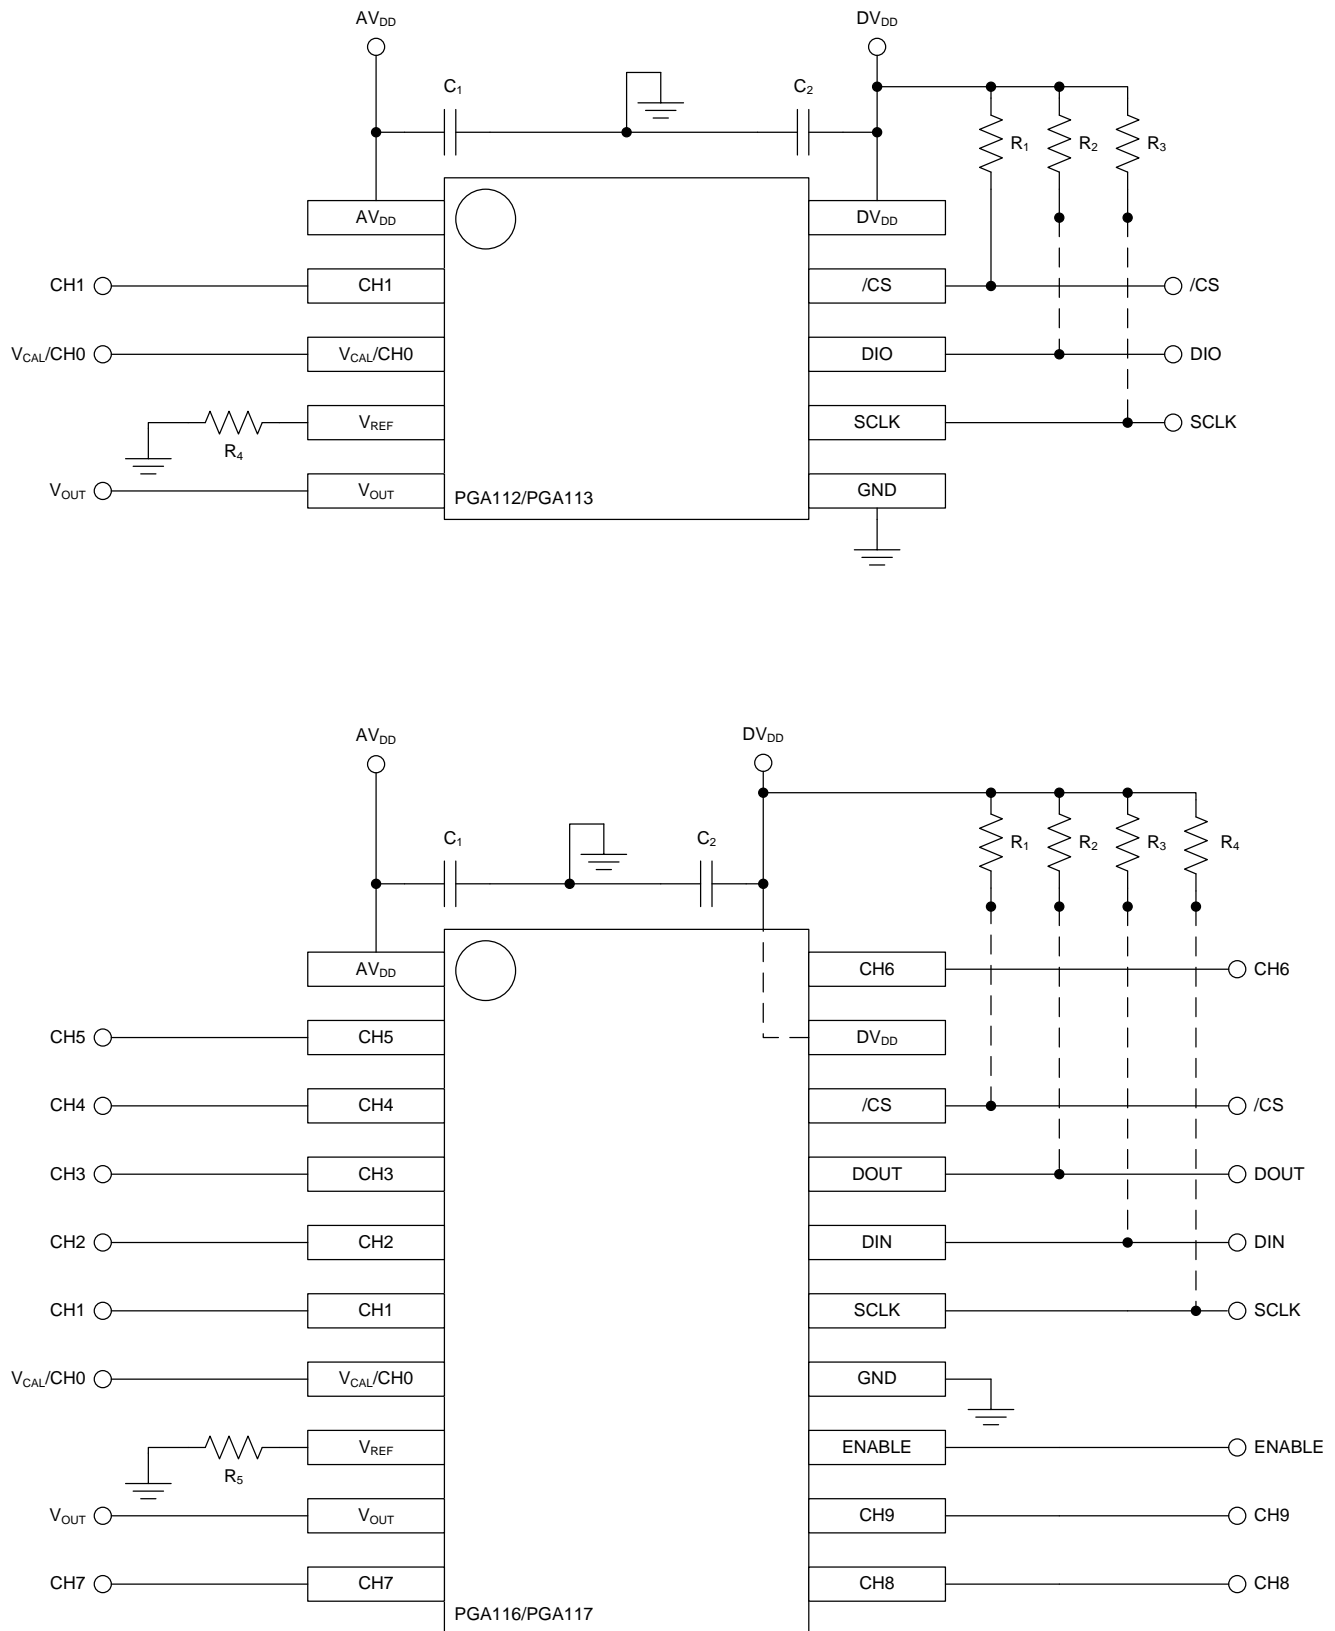 AVDD DVDD
C1 C2
R1 R2 R3
AVDD DVDD
CH1 CH1 /CS /CS
VCAL/CH0 VCAL/CH0 DIO DIO
VREF SCLK SCLK
R4
VOUT VOUT GND
PGA112/PGA113
AVDD DVDD
C1 C2 R1 R2 R3 R4
AVDD CH6 CH6
CH5 CH5 DVDD
CH4 CH4 /CS /CS
CH3 CH3 DOUT DOUT
CH2 CH2 DIN DIN
CH1 CH1 SCLK SCLK
VCAL/CH0 VCAL/CH0 GND
VREF ENABLE ENABLE
R5
VOUT VOUT CH9 CH9
CH7 CH7 CH8 CH8
PGA116/PGA117